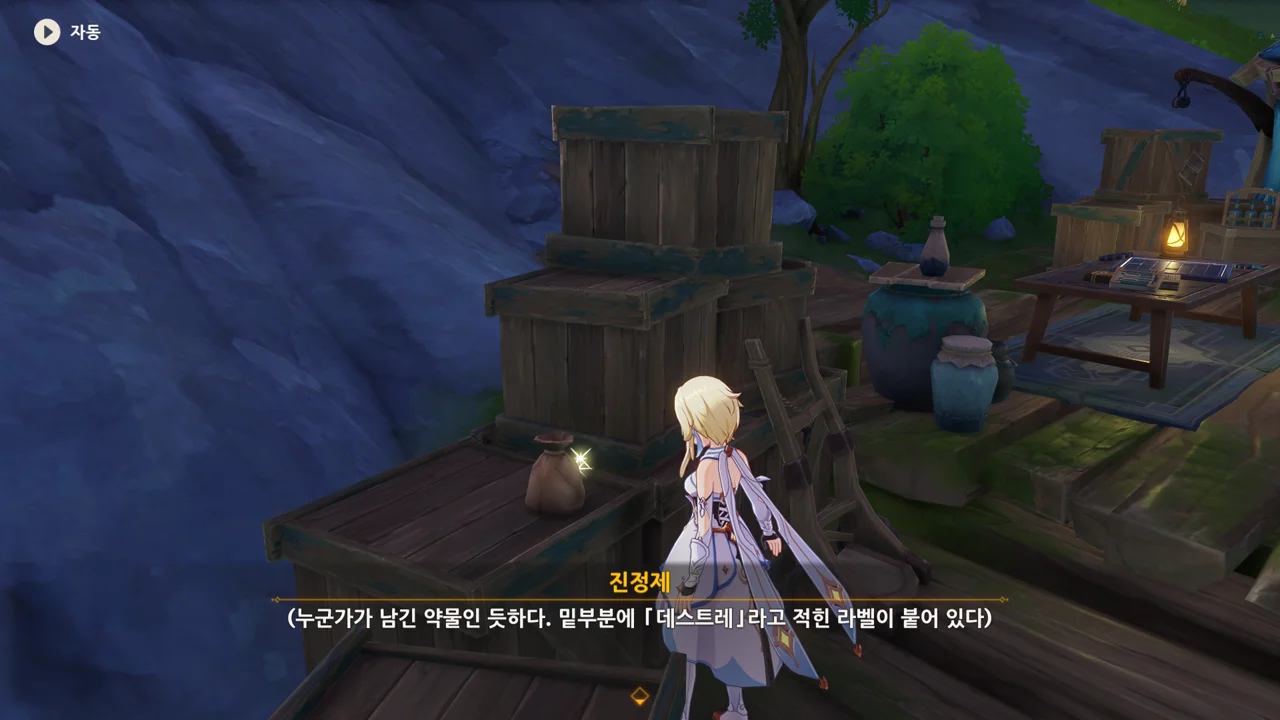 자동
진정제
(누군가가 남긴 약물인 듯하다. 밑부분에 「데스트레」라고 적힌 라벨이 붙어 있다)